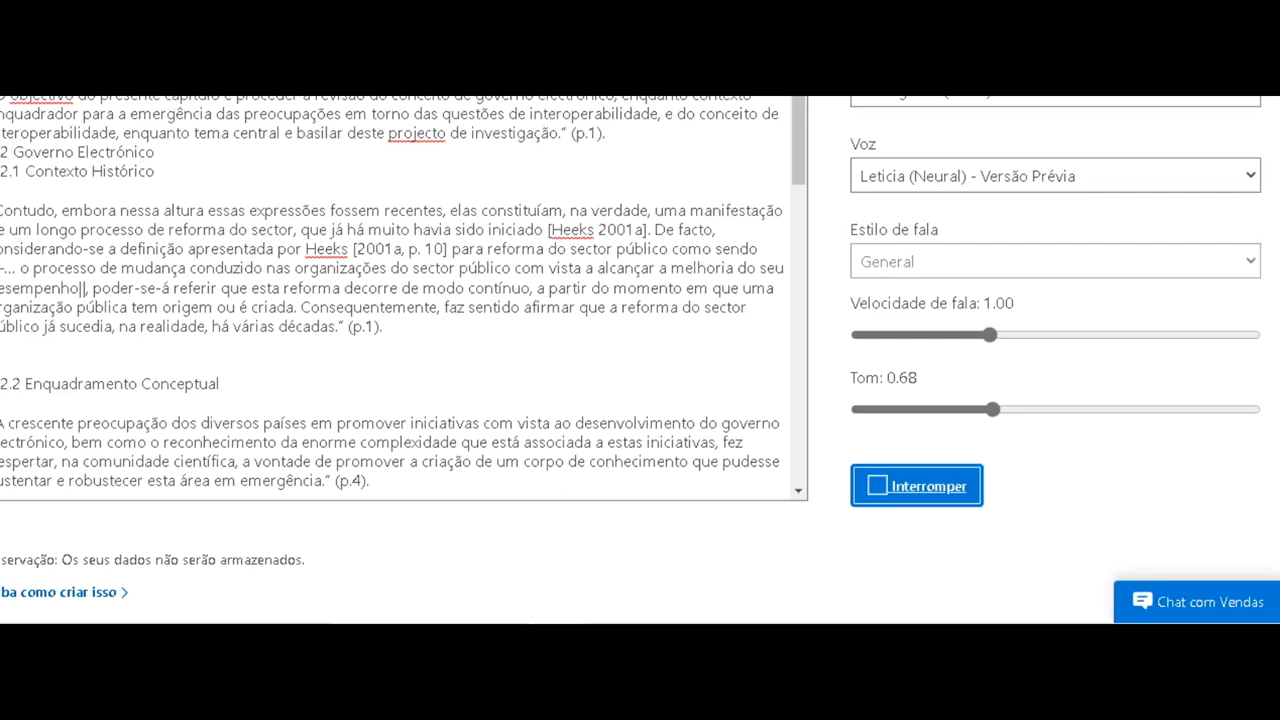 objectivo do presente capítulo é proceder à revisão do conceito de governo electrónico, enquanto contexto
nquadrador para a emergência das preocupações em torno das questões de interoperabilidade, e do conceito de
nteroperabilidade, enquanto tema central e basilar deste projecto de investigação.” (p.1).
2 Governo Electrónico
2.1 Contexto Histórico
Contudo, embora nessa altura essas expressões fossem recentes, elas constituíam, na verdade, uma manifestação
e um longo processo de reforma do sector, que já há muito havia sido iniciado [Heeks 2001a]. De facto,
onsiderando-se a definição apresentada por Heeks [2001a, p. 10] para reforma do sector público como sendo
―... o processo de mudança conduzido nas organizações do sector público com vista a alcançar a melhoria do seu
esempenho||, poder-se-á referir que esta reforma decorre de modo contínuo, a partir do momento em que uma
rganização pública tem origem ou é criada. Consequentemente, faz sentido afirmar que a reforma do sector
úblico já sucedia, na realidade, há várias décadas.” (p.1).
2.2 Enquadramento Conceptual
A crescente preocupação dos diversos países em promover iniciativas com vista ao desenvolvimento do governo
lectrónico, bem como o reconhecimento da enorme complexidade que está associada a estas iniciativas, fez
espertar, na comunidade científica, a vontade de promover a criação de um corpo de conhecimento que pudesse
ustentar e robustecer esta área em emergência.” (p.4).
servação: Os seus dados não serão armazenados.
ba como criar isso >
Voz
Leticia (Neural) - Versão Prévia
Estilo de fala
General
Velocidade de fala: 1.00
Tom: 0.68
Interromper
Chat com Vendas